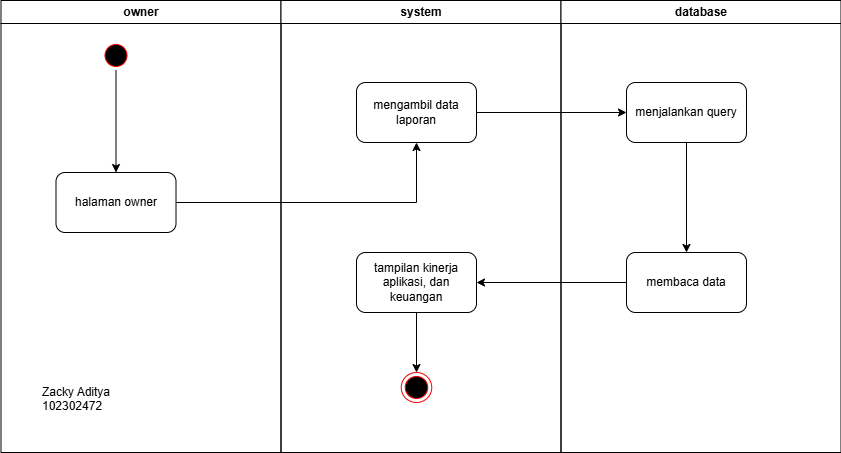 owner
system
database
mengambil data
laporan
menjalankan query
halaman owner
tampilan kinerja
aplikasi, dan
keuangan
membaca data
Zacky Aditya
102302472